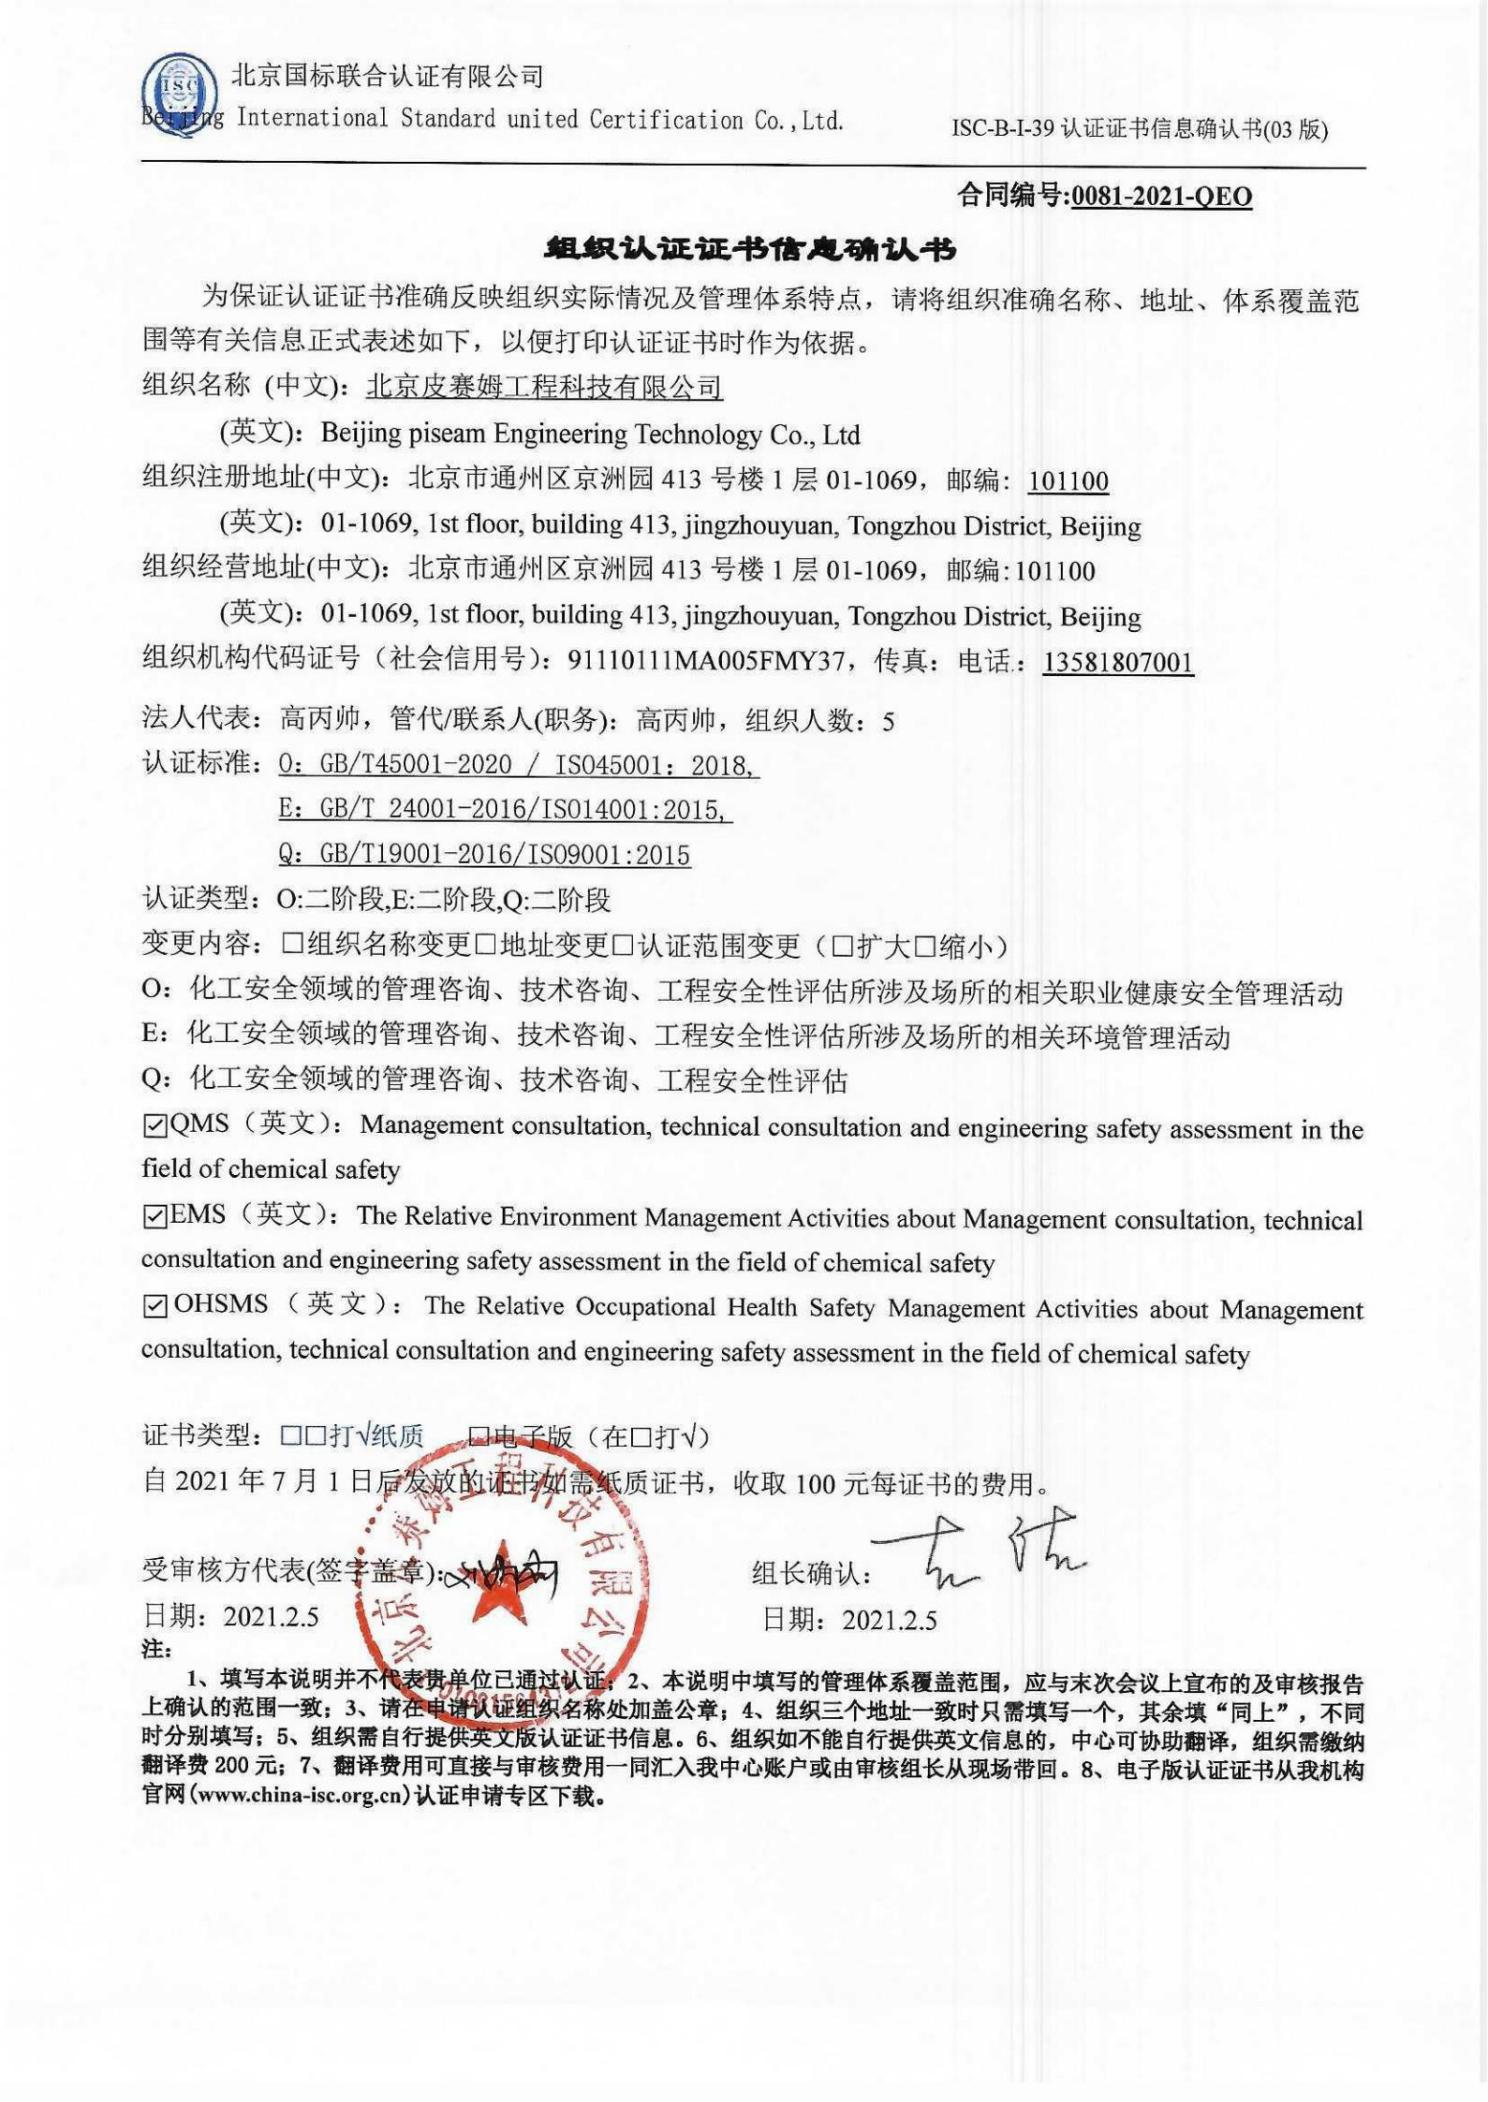 ISC
北京国标联合认证有限公司
Beijing International Standard united Certification Co.,Ltd.
ISC-B-I-39 认证证书信息确认书(03 版)
合同编号:0081-2021-QEO
组织认证证书信息确认书
为保证认证证书准确反映组织实际情况及管理体系特点，请将组织准确名称、地址、体系覆盖范
围等有关信息正式表述如下，以便打印认证证书时作为依据。
组织名称 (中文)：北京皮赛姆工程科技有限公司
(英文)：Beijing piseam Engineering Technology Co., Ltd
组织注册地址(中文)：北京市通州区京洲园 413 号楼 1 层 01-1069，邮编: 101100
(英文)：01-1069, 1st floor, building 413, jingzhouyuan, Tongzhou District, Beijing
组织经营地址(中文)：北京市通州区京洲园 413 号楼 1 层 01-1069，邮编:101100
(英文)：01-1069, 1st floor, building 413, jingzhouyuan, Tongzhou District, Beijing
组织机构代码证号（社会信用号)：91110111MA005FMY37，传真：电话.：13581807001
法人代表：高丙帅，管代/联系人(职务)：高丙帅，组织人数：5
认证标准：O：GB/T45001-2020 / ISO45001：2018,
E：GB/T 24001-2016/ISO14001:2015,
Q：GB/T19001-2016/ISO9001:2015
认证类型：O:二阶段,E:二阶段,Q:二阶段
变更内容：□组织名称变更□地址变更□认证范围变更（□扩大□缩小）
O：化工安全领域的管理咨询、技术咨询、工程安全性评估所涉及场所的相关职业健康安全管理活动
E：化工安全领域的管理咨询、技术咨询、工程安全性评估所涉及场所的相关环境管理活动
Q：化工安全领域的管理咨询、技术咨询、工程安全性评估
☑QMS（英文)：Management consultation, technical consultation and engineering safety assessment in the
field of chemical safety
☑EMS（英文)：The Relative Environment Management Activities about Management consultation, technical
consultation and engineering safety assessment in the field of chemical safety
☑OHSMS（英文)：The Relative Occupational Health Safety Management Activities about Management
consultation, technical consultation and engineering safety assessment in the field of chemical safety
证书类型：□□打√纸质 □电子版（在□打√）
自 2021 年 7 月 1 日后发放的证书如需纸质证书，收取 100 元每证书的费用。
受审核方代表(签字盖章): 组长确认：
日期：2021.2.5 日期：2021.2.5
北京皮赛姆工程科技有限公司
注：
1、填写本说明并不代表贵单位已通过认证；2、本说明中填写的管理体系覆盖范围，应与末次会议上宣布的及审核报告
上确认的范围一致；3、请在申请认证组织名称处加盖公章；4、组织三个地址一致时只需填写一个，其余填“同上”，不同
时分别填写；5、组织需自行提供英文版认证证书信息。6、组织如不能自行提供英文信息的，中心可协助翻译，组织需缴纳
翻译费 200 元；7、翻译费用可直接与审核费用一同汇入我中心账户或由审核组长从现场带回。8、电子版认证证书从我机构
官网(www.china-isc.org.cn)认证申请专区下载。